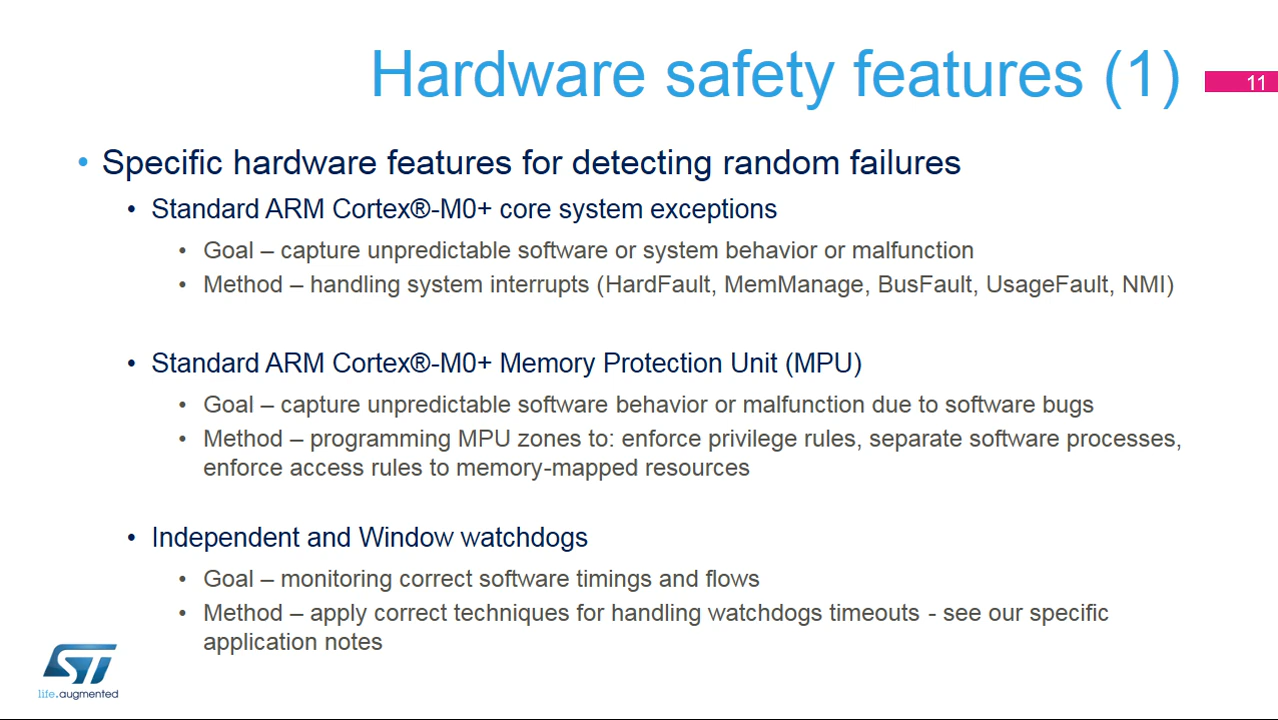 Hardware safety features (1)
11
• Specific hardware features for detecting random failures
• Standard ARM Cortex®-M0+ core system exceptions
• Goal – capture unpredictable software or system behavior or malfunction
• Method – handling system interrupts (HardFault, MemManage, BusFault, UsageFault, NMI)
• Standard ARM Cortex®-M0+ Memory Protection Unit (MPU)
• Goal – capture unpredictable software behavior or malfunction due to software bugs
• Method – programming MPU zones to: enforce privilege rules, separate software processes,
enforce access rules to memory-mapped resources
• Independent and Window watchdogs
• Goal – monitoring correct software timings and flows
• Method – apply correct techniques for handling watchdogs timeouts - see our specific
application notes
ST
life.augmented